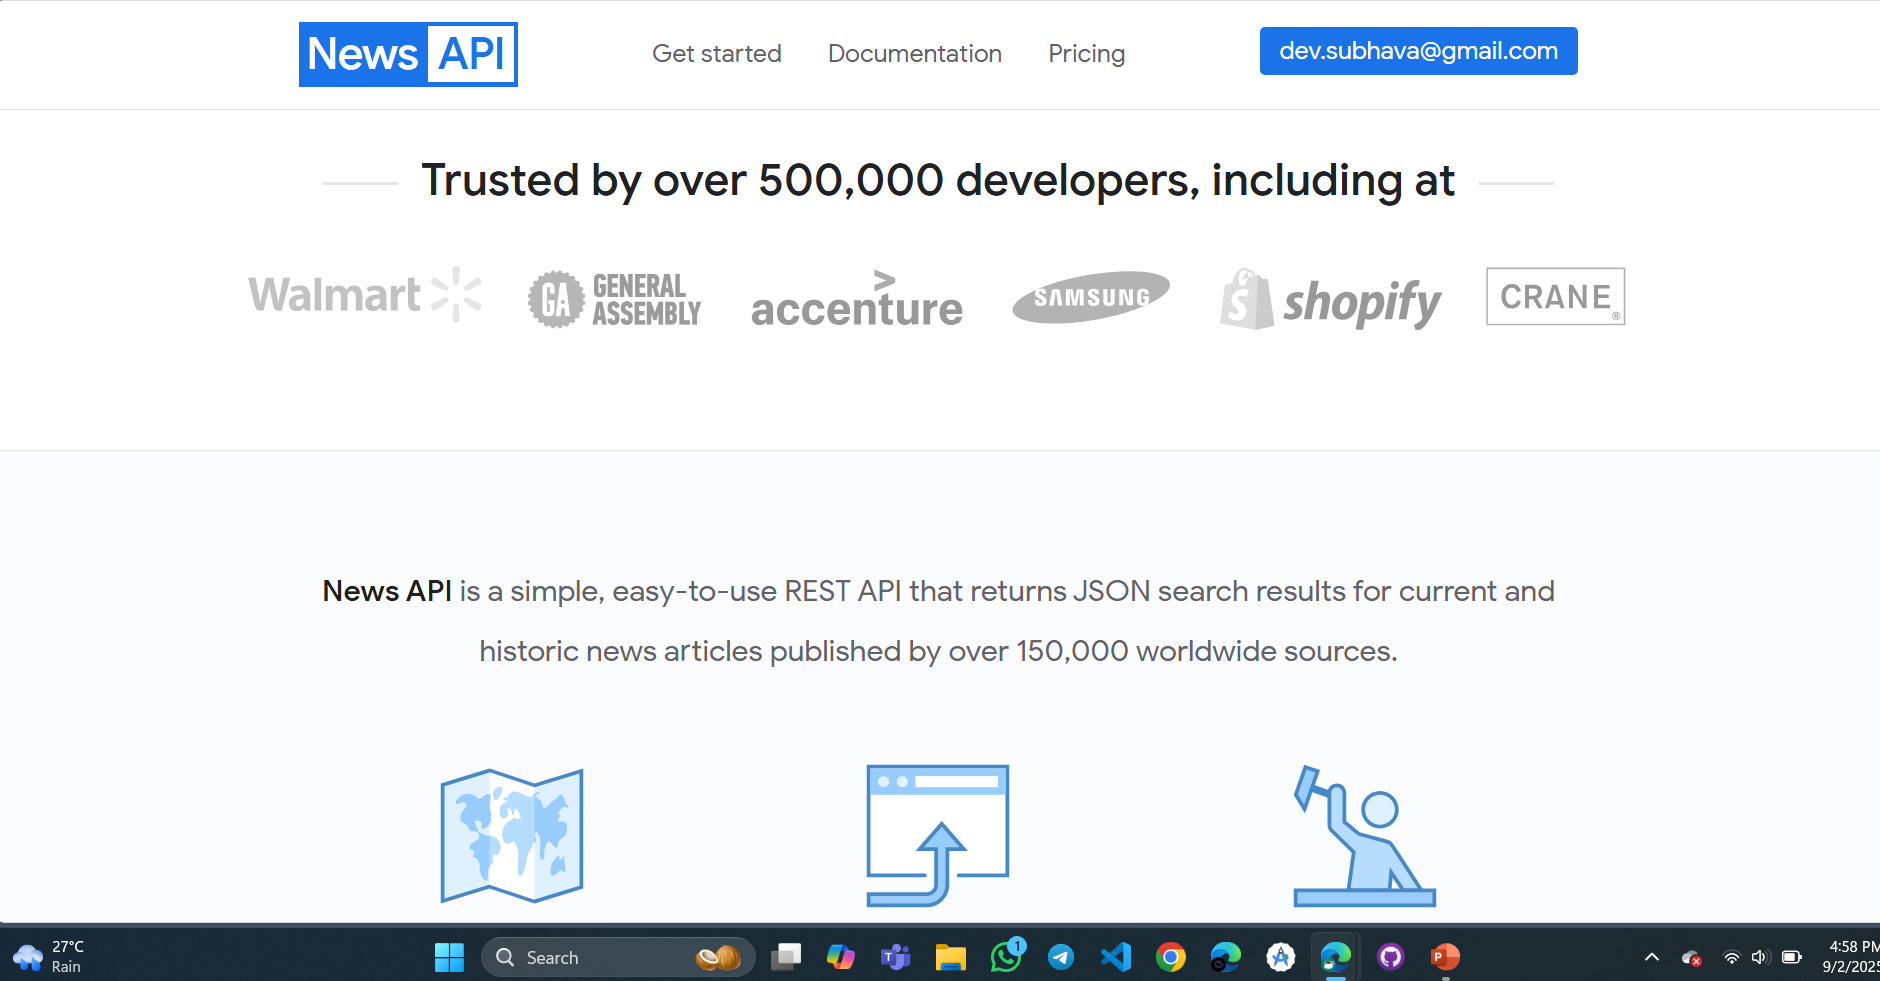 News API
Get started
Documentation
Pricing
dev.subhava@gmail.com
Trusted by over 500,000 developers, including at
Walmart
GA GENERAL
ASSEMBLY
accenture
SAMSUNG
S shopify
CRANE®
News API is a simple, easy-to-use REST API that returns JSON search results for current and
historic news articles published by over 150,000 worldwide sources.
27°C
Rain
Search
1
4:58 PM
9/2/2025